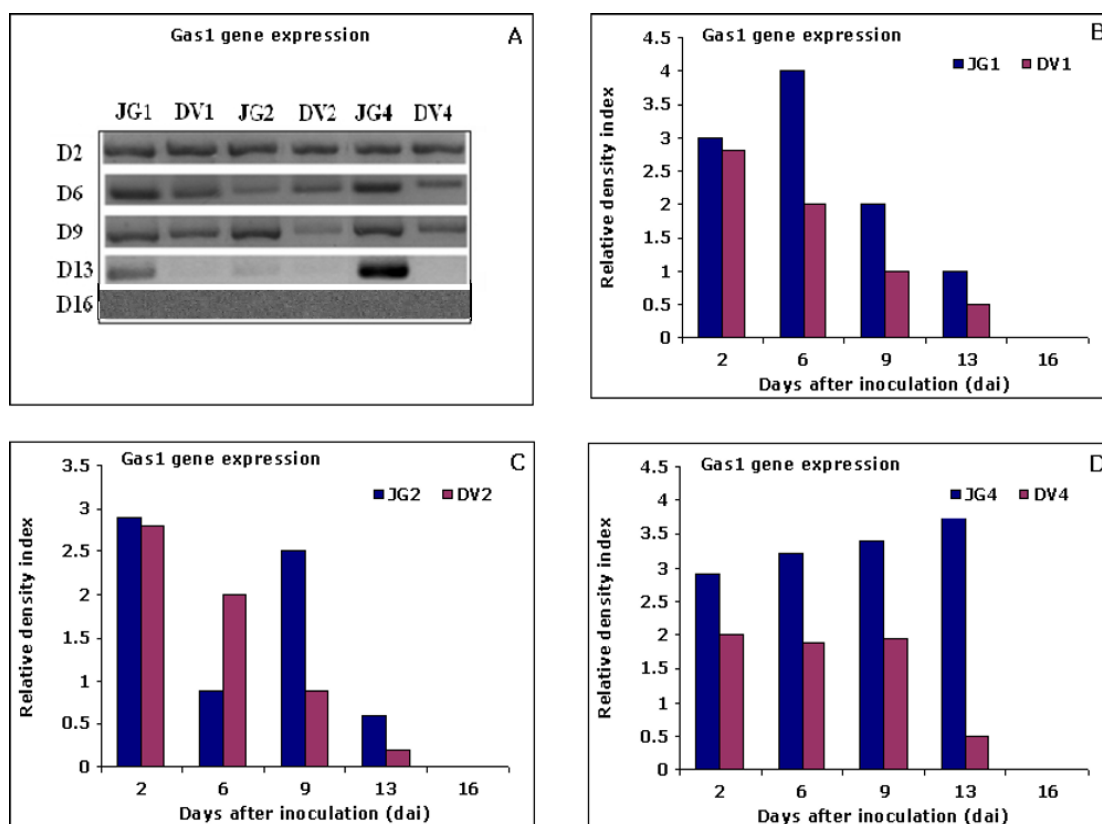 Gas1 gene expression
A
JG1 DV1 JG2 DV2 JG4 DV4
D2
D6
D9
D13
D16
Gas1 gene expression
B
JG1 DV1
Relative density index
4.5
4
3.5
3
2.5
2
1.5
1
0.5
0
2 6 9 13 16
Days after inoculation (dai)
Gas1 gene expression
C
JG2 DV2
Relative density index
3.5
3
2.5
2
1.5
1
0.5
0
2 6 9 13 16
Days after inoculation (dai)
Gas1 gene expression
D
JG4 DV4
Relative density index
4.5
4
3.5
3
2.5
2
1.5
1
0.5
0
2 6 9 13 16
Days after inoculation (dai)